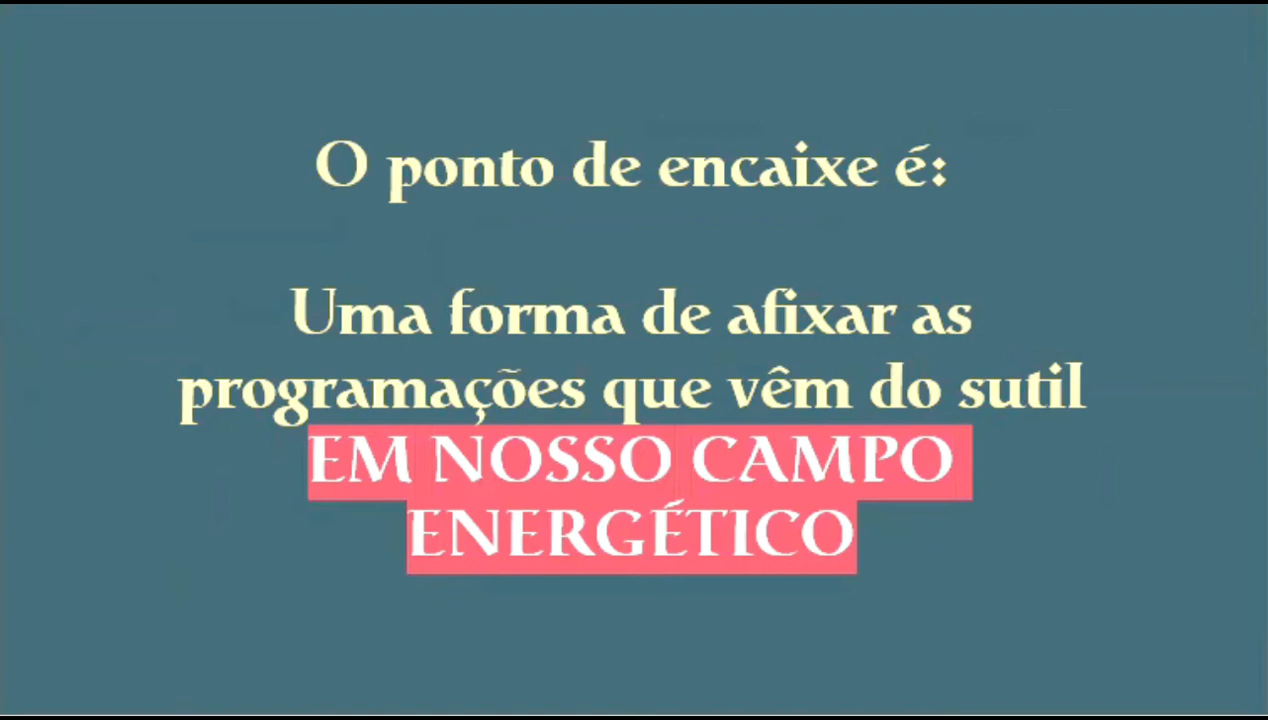 O ponto de encaixe é:
Uma forma de afixar as
programações que vêm do sutil
EM NOSSO CAMPO
ENERGÉTICO